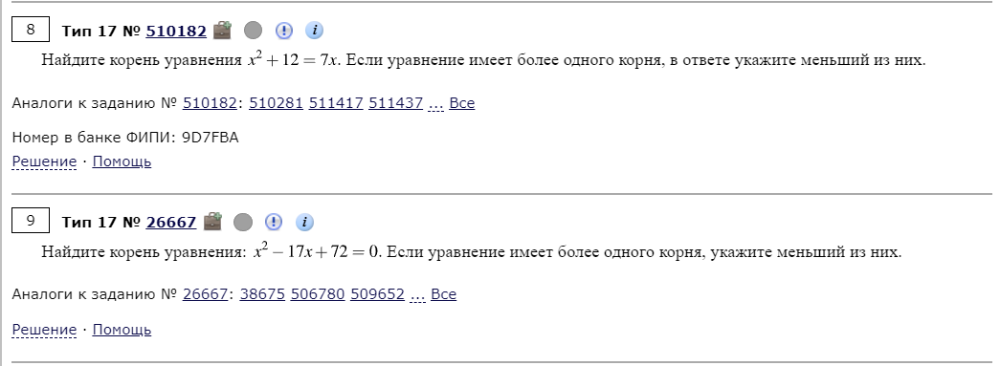 8 Тип 17 № 510182 i
Найдите корень уравнения x² + 12 = 7x. Если уравнение имеет более одного корня, в ответе укажите меньший из них.
Аналоги к заданию № 510182: 510281 511417 511437 ... Все
Номер в банке ФИПИ: 9D7FBA
Решение · Помощь
9 Тип 17 № 26667 i
Найдите корень уравнения: x² − 17x + 72 = 0. Если уравнение имеет более одного корня, укажите меньший из них.
Аналоги к заданию № 26667: 38675 506780 509652 ... Все
Решение · Помощь